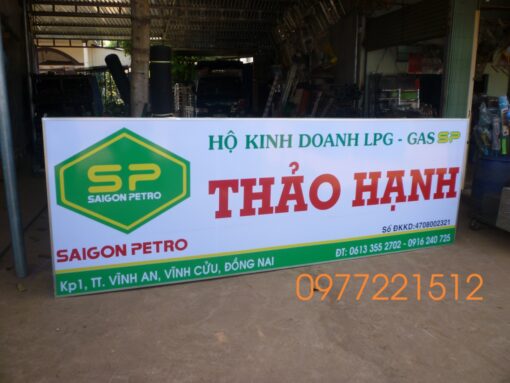 HỘ KINH DOANH LPG - GAS SP
SP
SAIGON PETRO
THẢO HẠNH
SAIGON PETRO
Số ĐKKD:4708002321
Kp1, TT. VĨNH AN, VĨNH CỬU, ĐỒNG NAI
ĐT: 0613 355 2702 - 0916 240 725
0977221512